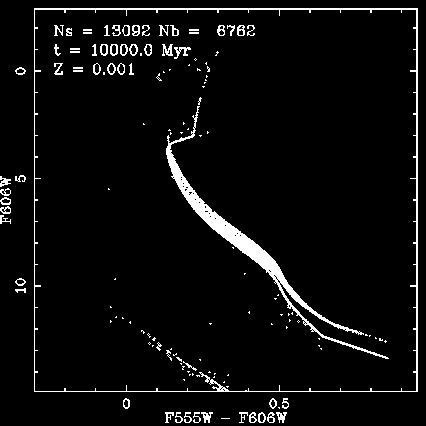 Ns = 13092 Nb = 6762
t = 10000.0 Myr
Z = 0.001
0
5
10
F606W
0
0.5
F555W - F606W